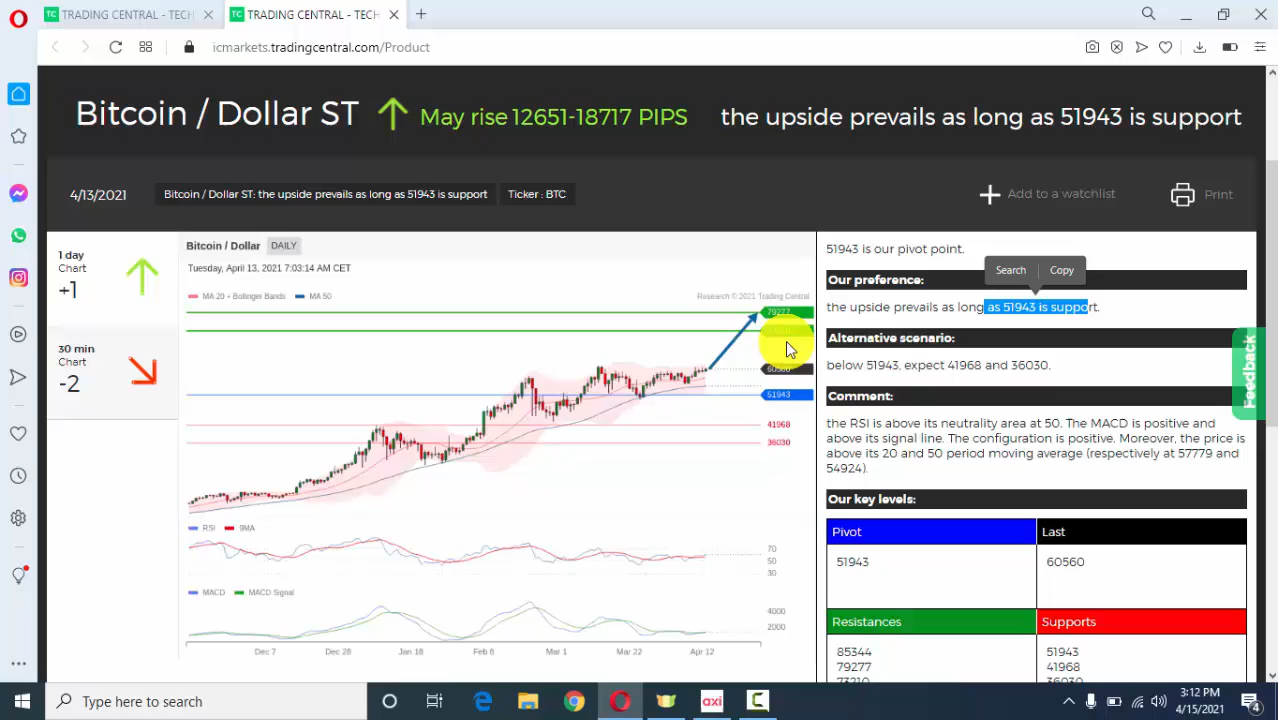 TRADING CENTRAL - TECH
TRADING CENTRAL - TECH
icmarkets.tradingcentral.com/Product
Bitcoin / Dollar ST
May rise 12651-18717 PIPS
the upside prevails as long as 51943 is support
4/13/2021
Bitcoin / Dollar ST: the upside prevails as long as 51943 is support
Ticker : BTC
Add to a watchlist
Print
1 day
Chart
+1
30 min
Chart
-2
Bitcoin / Dollar
DAILY
Tuesday, April 13, 2021 7:03:14 AM CET
MA 20 + Bollinger Bands
MA 50
Research © 2021 Trading Central
79277
60560
51943
41968
36030
RSI
9MA
70
50
30
MACD
MACD Signal
4000
2000
Dec 7
Dec 28
Jan 18
Feb 8
Mar 1
Mar 22
Apr 12
51943 is our pivot point.
Search
Copy
Our preference:
the upside prevails as long as 51943 is support.
Alternative scenario:
below 51943, expect 41968 and 36030.
Comment:
the RSI is above its neutrality area at 50. The MACD is positive and
above its signal line. The configuration is positive. Moreover, the price is
above its 20 and 50 period moving average (respectively at 57779 and
54924).
Our key levels:
Pivot
Last
51943
60560
Resistances
Supports
85344
51943
79277
41968
73210
36030
Feedback
Type here to search
axi
3:12 PM
4/15/2021
4